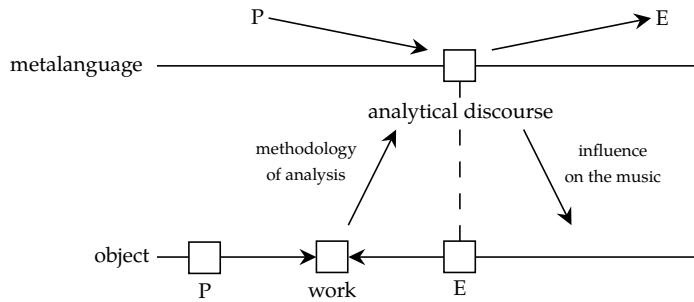 P
E
metalanguage
analytical discourse
methodology
of analysis
influence
on the music
object
P
work
E